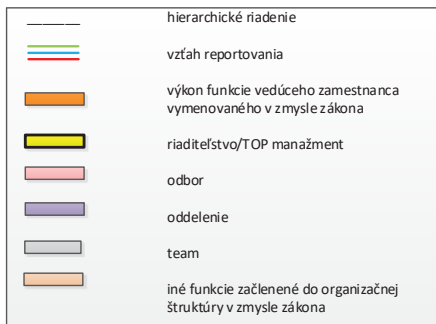 hierarchické riadenie
vzťah reportovania
výkon funkcie vedúceho zamestnanca
vymenovaného v zmysle zákona
riaditeľstvo/TOP manažment
odbor
oddelenie
team
iné funkcie začlenené do organizačnej
štruktúry v zmysle zákona